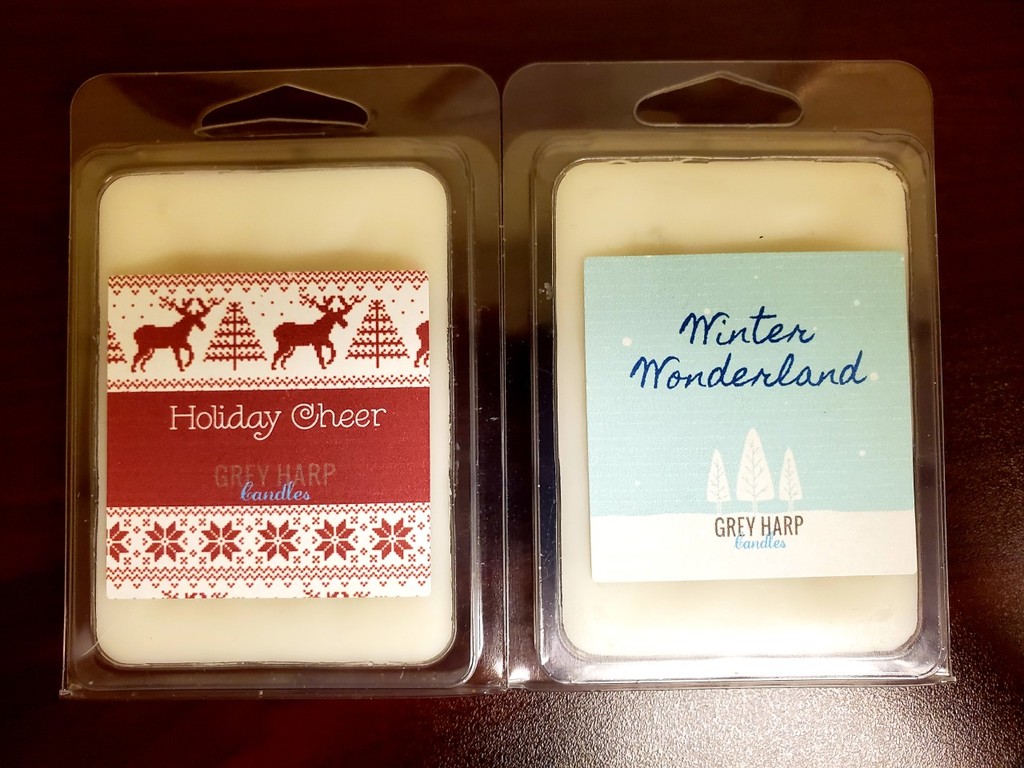 Holiday Cheer
GREY HARP
Candles
Winter
Wonderland
GREY HARP
Candles